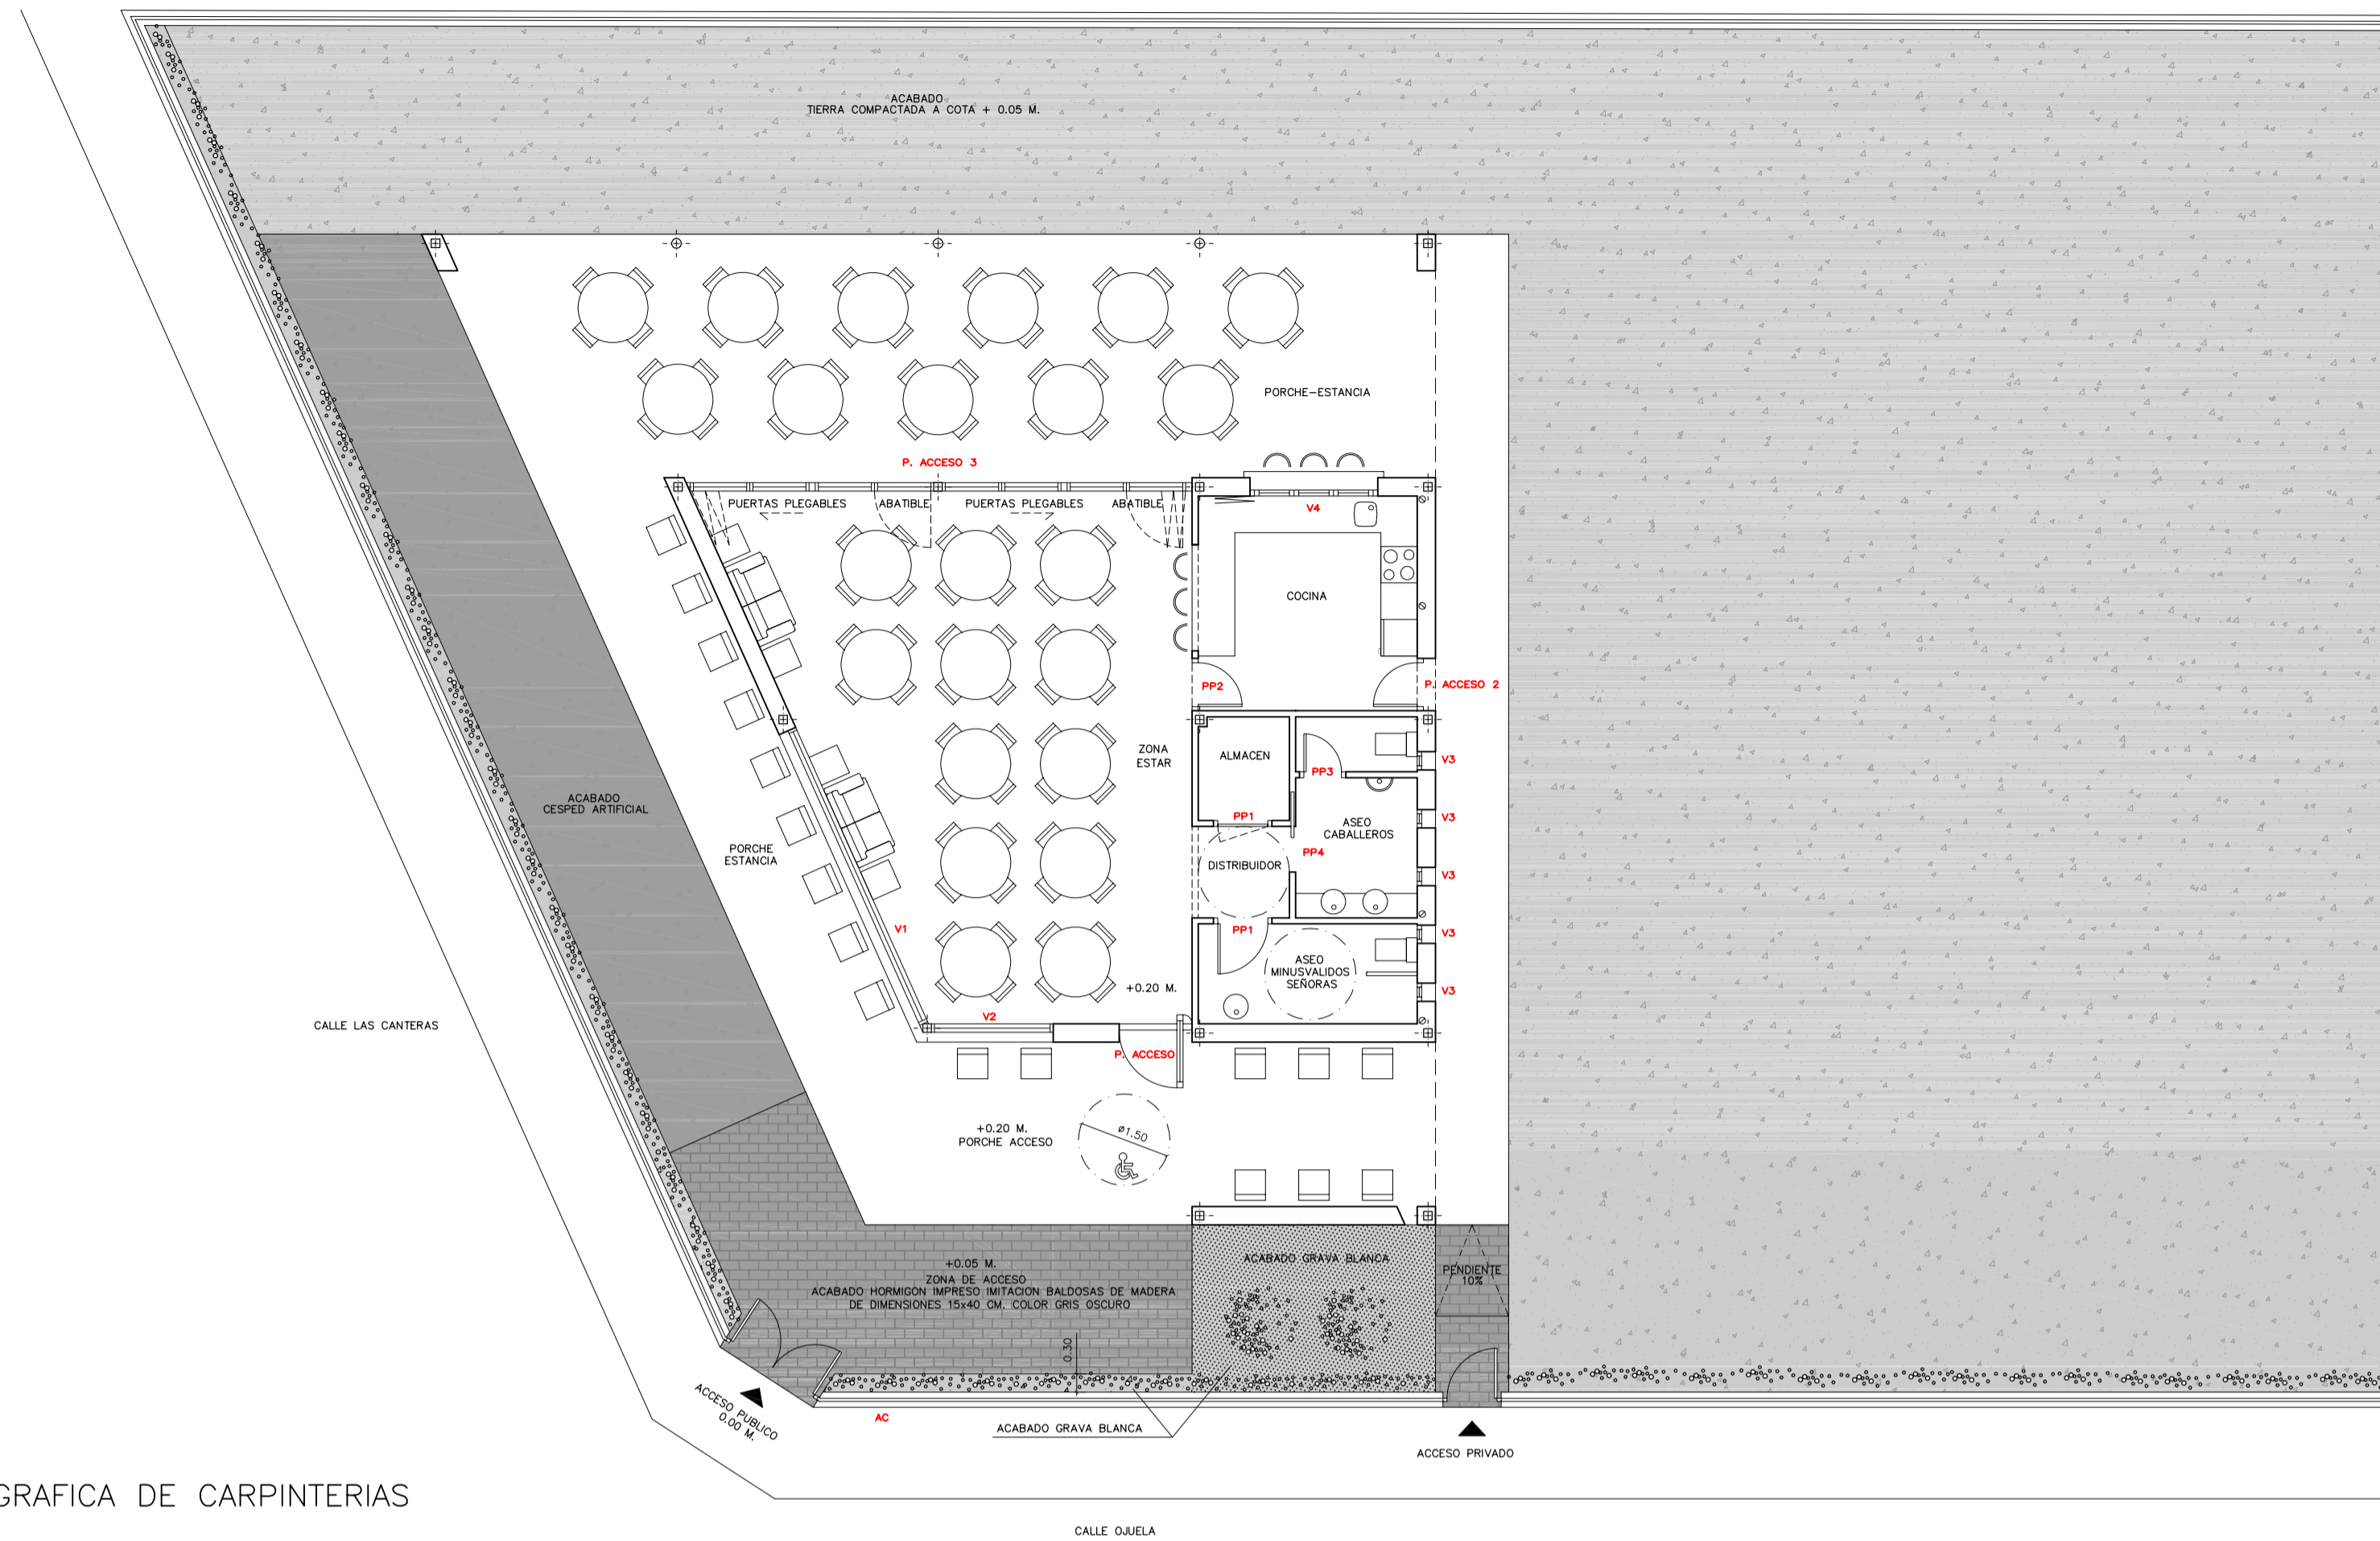 ACABADO
TIERRA COMPACTADA A COTA + 0.05 M.
PORCHE-ESTANCIA
P. ACCESO 3
PUERTAS PLEGABLES
ABATIBLE
PUERTAS PLEGABLES
ABATIBLE
V4
COCINA
PP2
P. ACCESO 2
ZONA
ESTAR
ALMACEN
PP3
V3
ACABADO
CESPED ARTIFICIAL
PP1
V3
ASEO
CABALLEROS
PORCHE
ESTANCIA
PP4
DISTRIBUIDOR
V3
V1
PP1
V3
ASEO
MINUSVALIDOS
SEÑORAS
+0.20 M.
V3
V2
CALLE LAS CANTERAS
P. ACCESO
+0.20 M.
PORCHE ACCESO
ø1.50
+0.05 M.
ZONA DE ACCESO
ACABADO HORMIGON IMPRESO IMITACION BALDOSAS DE MADERA
DE DIMENSIONES 15x40 CM. COLOR GRIS OSCURO
ACABADO GRAVA BLANCA
PENDIENTE
10%
0.30
ACCESO PUBLICO
0.00 M.
AC
ACABADO GRAVA BLANCA
ACCESO PRIVADO
GRAFICA DE CARPINTERIAS
CALLE OJUELA